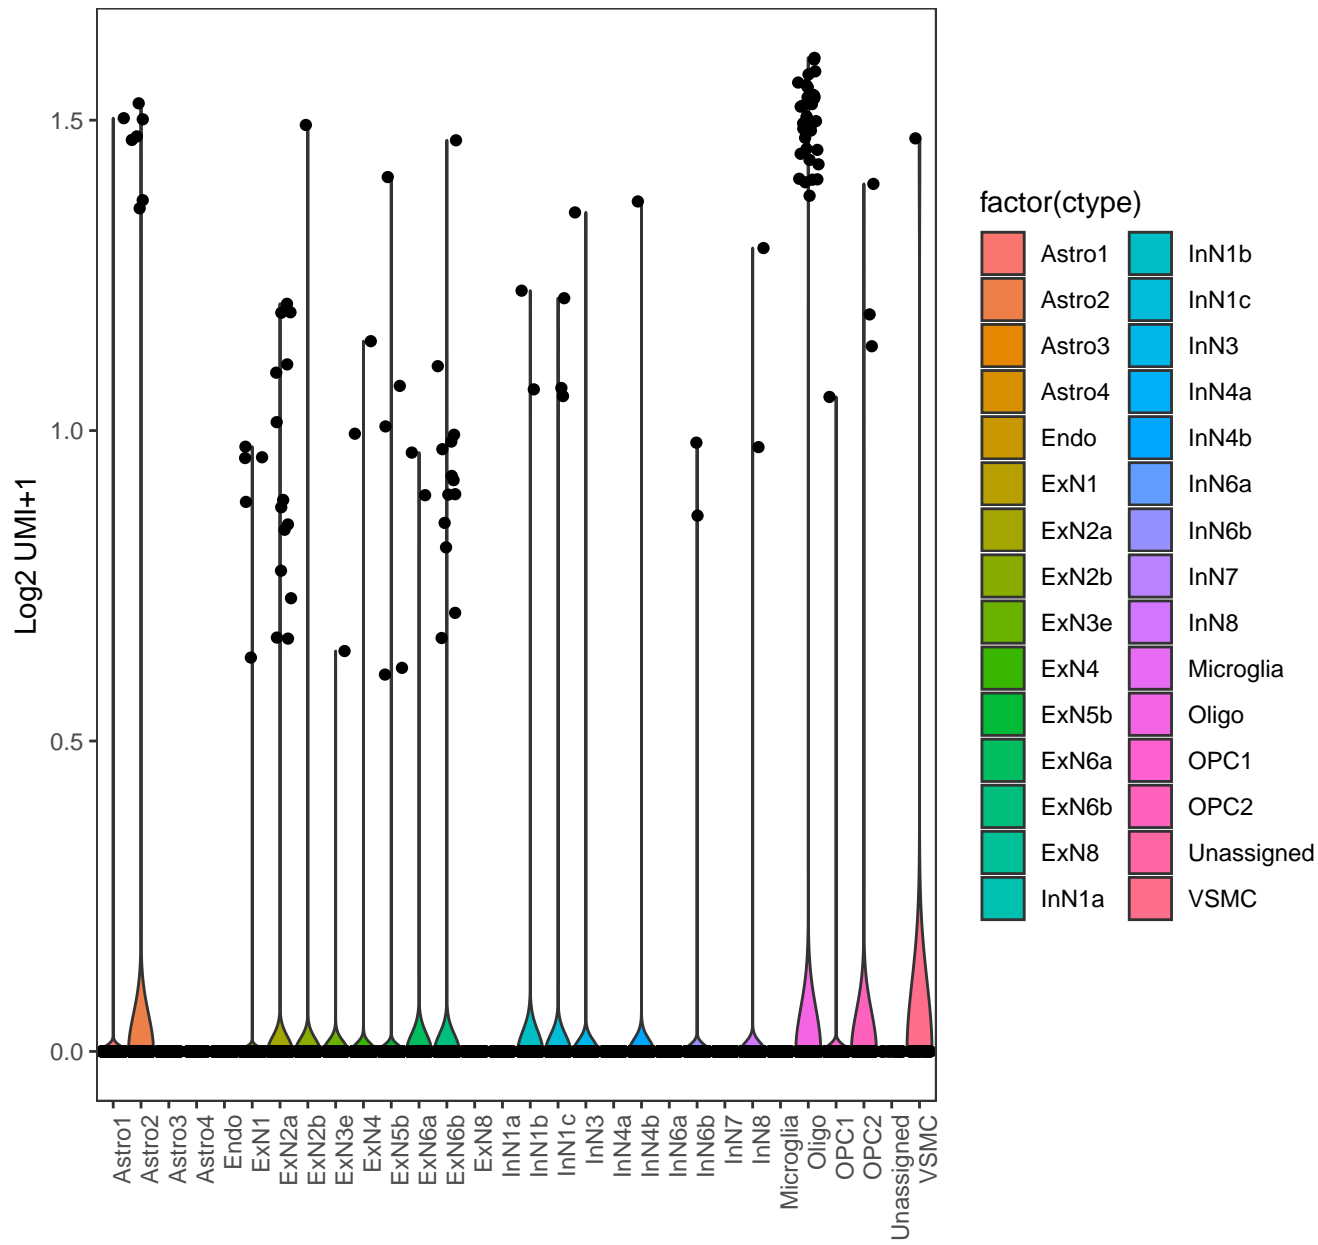 Log2 UMI+1
1.5
1.0
0.5
0.0
Astro1
Astro2
Astro3
Astro4
Endo
ExN1
ExN2a
ExN2b
ExN3e
ExN4
ExN5b
ExN6a
ExN6b
ExN8
InN1a
InN1b
InN1c
InN3
InN4a
InN4b
InN6a
InN6b
InN7
InN8
Microglia
Oligo
OPC1
OPC2
Unassigned
VSMC
factor(ctype)
Astro1
Astro2
Astro3
Astro4
Endo
ExN1
ExN2a
ExN2b
ExN3e
ExN4
ExN5b
ExN6a
ExN6b
ExN8
InN1a
InN1b
InN1c
InN3
InN4a
InN4b
InN6a
InN6b
InN7
InN8
Microglia
Oligo
OPC1
OPC2
Unassigned
VSMC